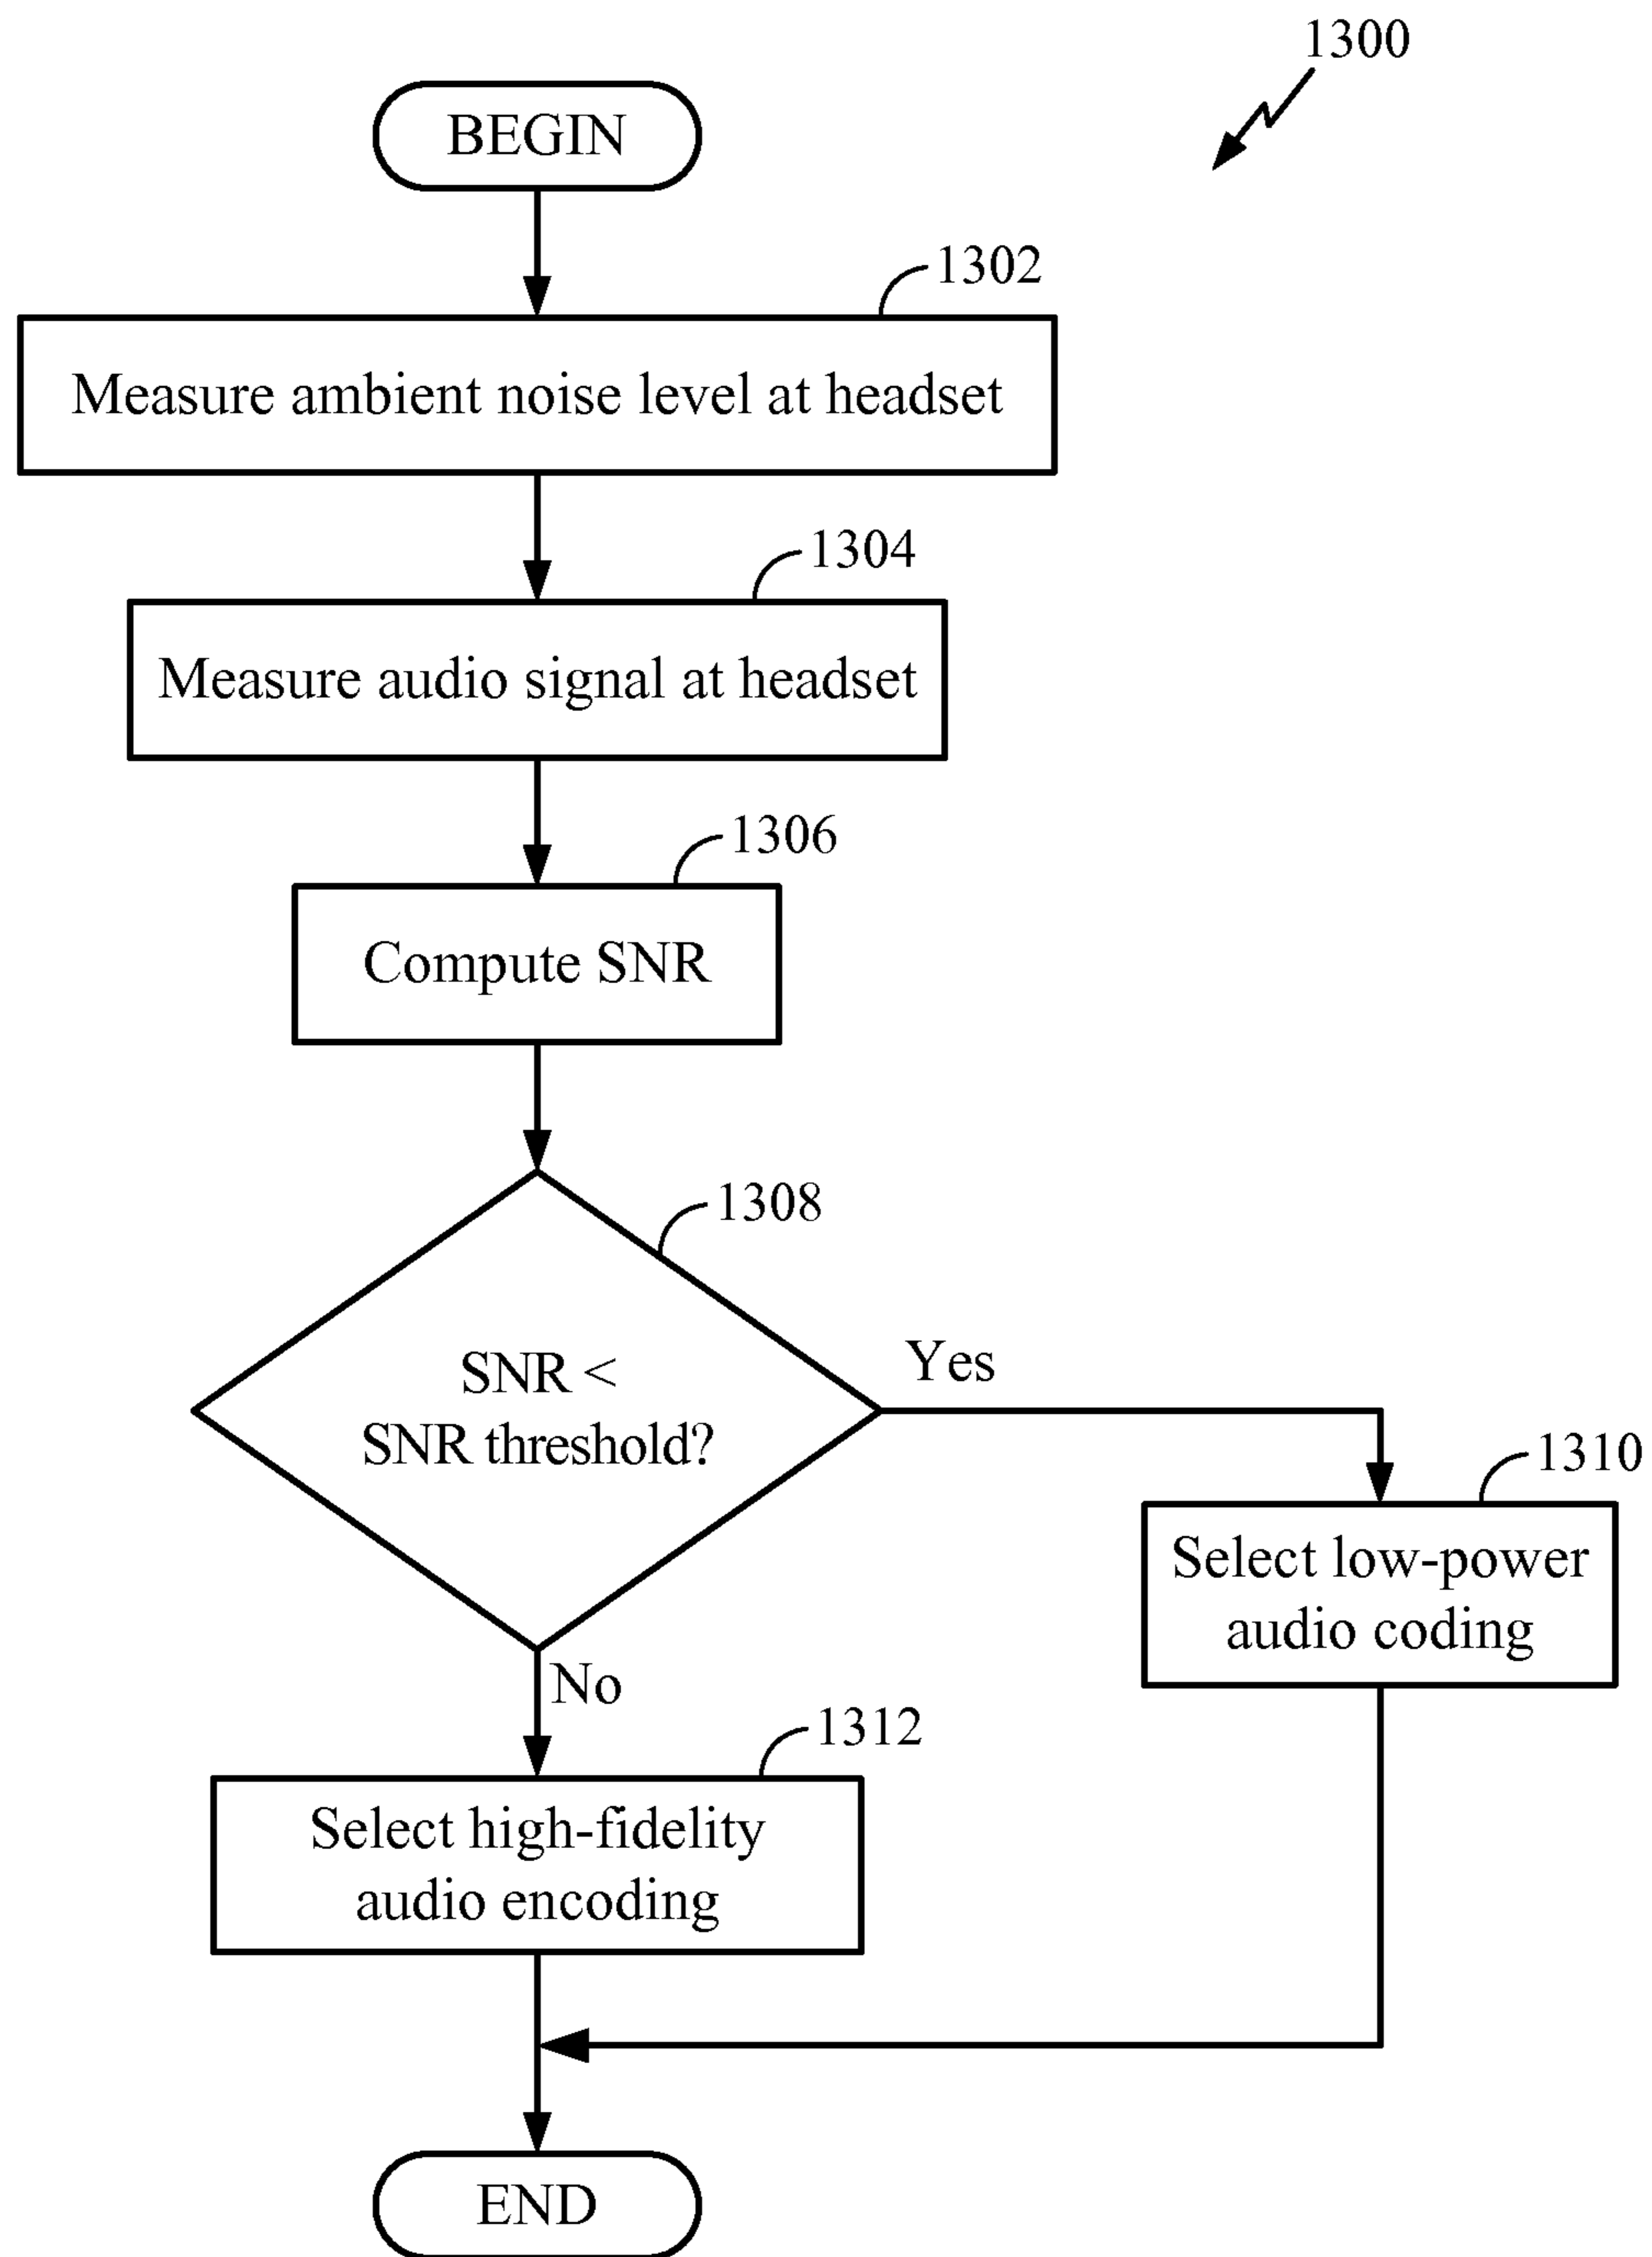 1300
BEGIN
1302
Measure ambient noise level at headset
1304
Measure audio signal at headset
1306
Compute SNR
1308
SNR <
SNR threshold?
Yes
1310
Select low-power
audio coding
No
1312
Select high-fidelity
audio encoding
END